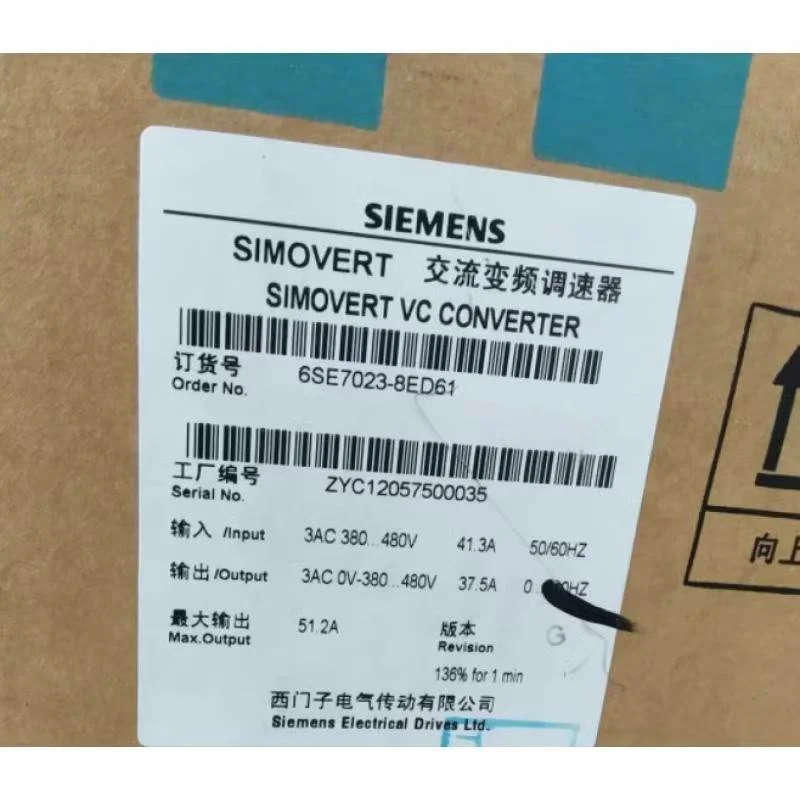 SIEMENS
SIMOVERT 交流变频调速器
SIMOVERT VC CONVERTER
订货号
Order No. 6SE7023-8ED61
工厂编号
Serial No. ZYC12057500035
输入 /Input 3AC 380...480V 41.3A 50/60HZ
输出 /Output 3AC 0V-380...480V 37.5A
最大输出
Max.Output 51.2A
版本
Revision G
136% for 1 min
西门子电气传动有限公司
Siemens Electrical Drives Ltd.
向上